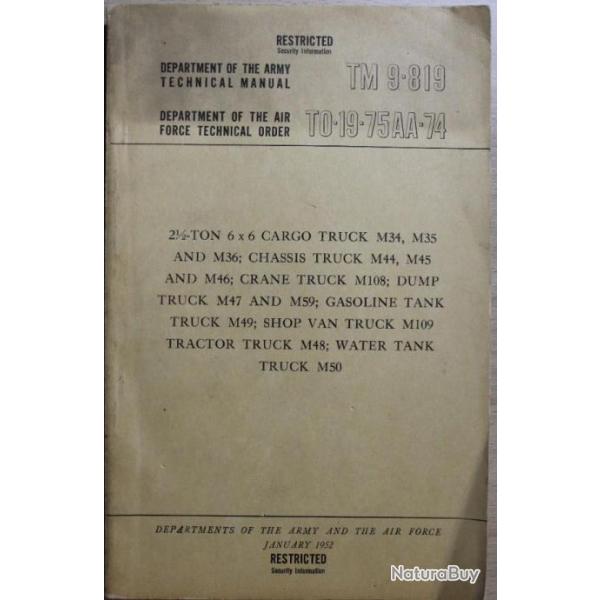 RESTRICTED
Security Information
DEPARTMENT OF THE ARMY
TECHNICAL MANUAL
TM 9-819
DEPARTMENT OF THE AIR
FORCE TECHNICAL ORDER
TO-19-75AA-74
2½-TON 6 x 6 CARGO TRUCK M34, M35
AND M36; CHASSIS TRUCK M44, M45
AND M46; CRANE TRUCK M108; DUMP
TRUCK M47 AND M59; GASOLINE TANK
TRUCK M49; SHOP VAN TRUCK M109
TRACTOR TRUCK M48; WATER TANK
TRUCK M50
DEPARTMENTS OF THE ARMY AND THE AIR FORCE
JANUARY 1952
RESTRICTED
Security Information
NaturaBuy